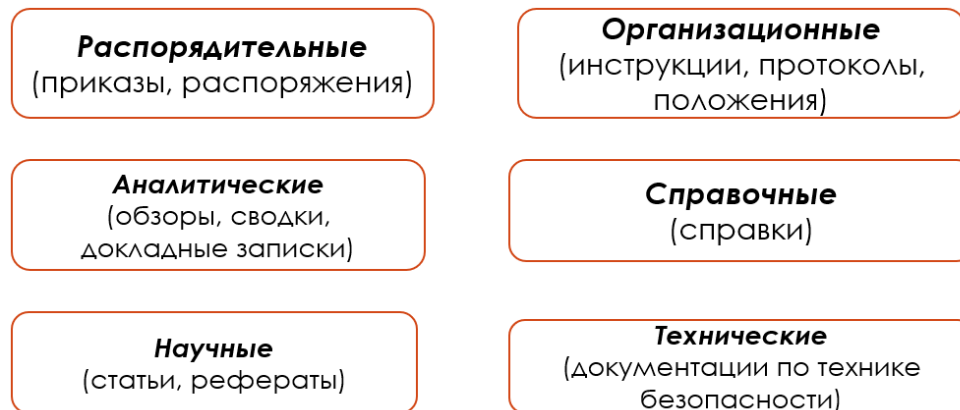 Распорядительные
(приказы, распоряжения)
Организационные
(инструкции, протоколы,
положения)
Аналитические
(обзоры, сводки,
докладные записки)
Справочные
(справки)
Научные
(статьи, рефераты)
Технические
(документации по технике
безопасности)